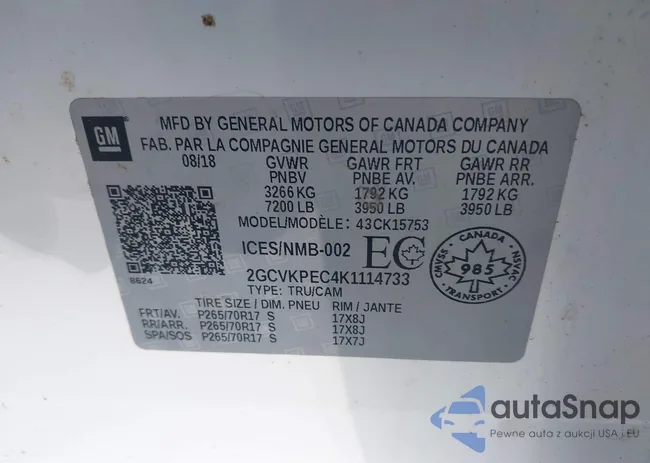 GM
MFD BY GENERAL MOTORS OF CANADA COMPANY
FAB. PAR LA COMPAGNIE GENERAL MOTORS DU CANADA
08/18 GVWR GAWR FRT GAWR RR
PNBV PNBE AV. PNBE ARR.
3266 KG 1792 KG 1792 KG
7200 LB 3950 LB 3950 LB
MODEL/MODÈLE: 43CK15753
ICES/NMB-002 EC
CANADA
CMVSS 985 NSVAC
TRANSPORT
8624
2GCVKPEC4K1114733
TYPE: TRU/CAM
TIRE SIZE / DIM. PNEU RIM / JANTE
FRT/AV. P265/70R17 S 17X8J
RR/ARR. P265/70R17 S 17X8J
SPA/SOS P265/70R17 S 17X7J
autoSnap
Pewne auta z aukcji USA i EU